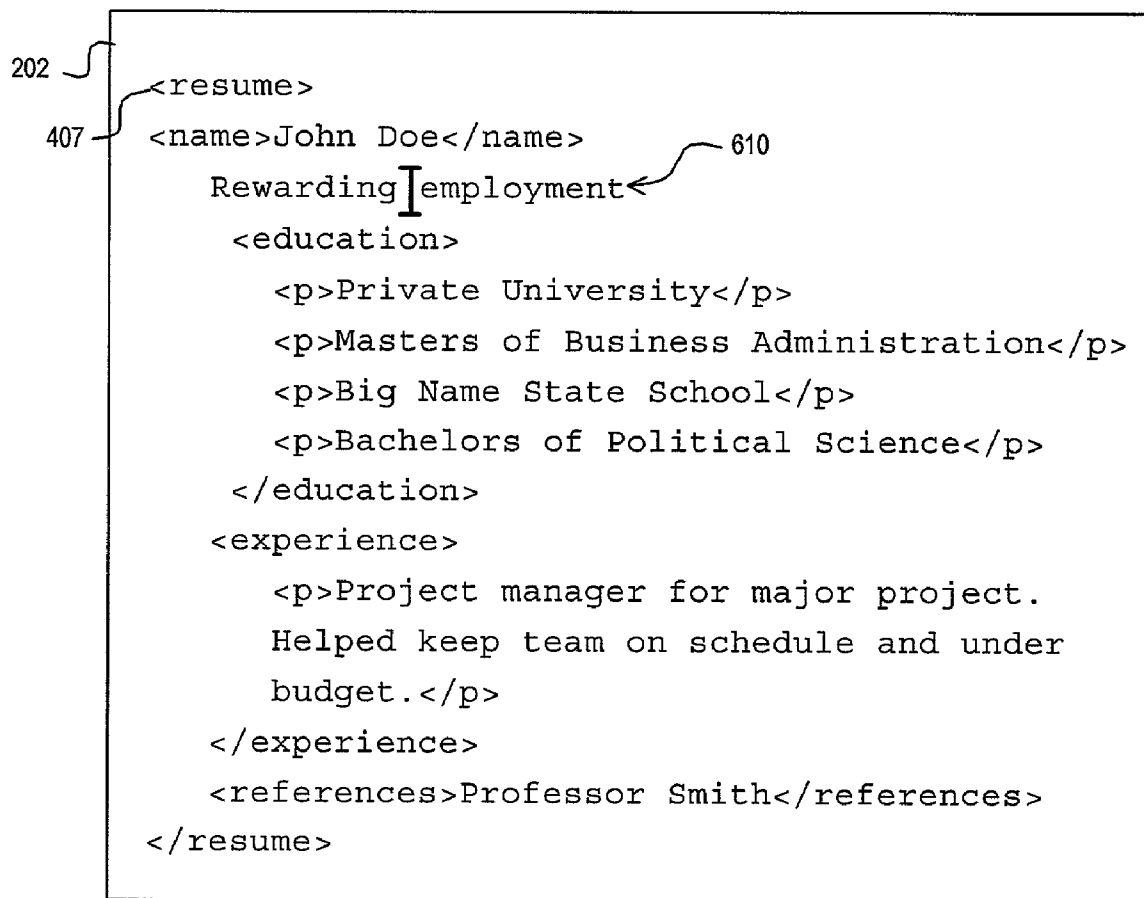 202
<resume>
407
<name>John Doe</name>
610
Rewarding employment
<education>
<p>Private University</p>
<p>Masters of Business Administration</p>
<p>Big Name State School</p>
<p>Bachelors of Political Science</p>
</education>
<experience>
<p>Project manager for major project.
Helped keep team on schedule and under
budget.</p>
</experience>
<references>Professor Smith</references>
</resume>